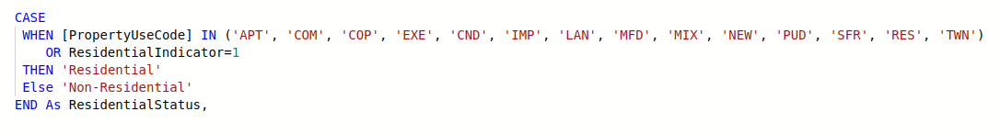 CASE
WHEN [PropertyUseCode] IN ('APT', 'COM', 'COP', 'EXE', 'CND', 'IMP', 'LAN', 'MFD', 'MIX', 'NEW', 'PUD', 'SFR', 'RES', 'TWN')
OR ResidentialIndicator=1
THEN 'Residential'
Else 'Non-Residential'
END As ResidentialStatus,